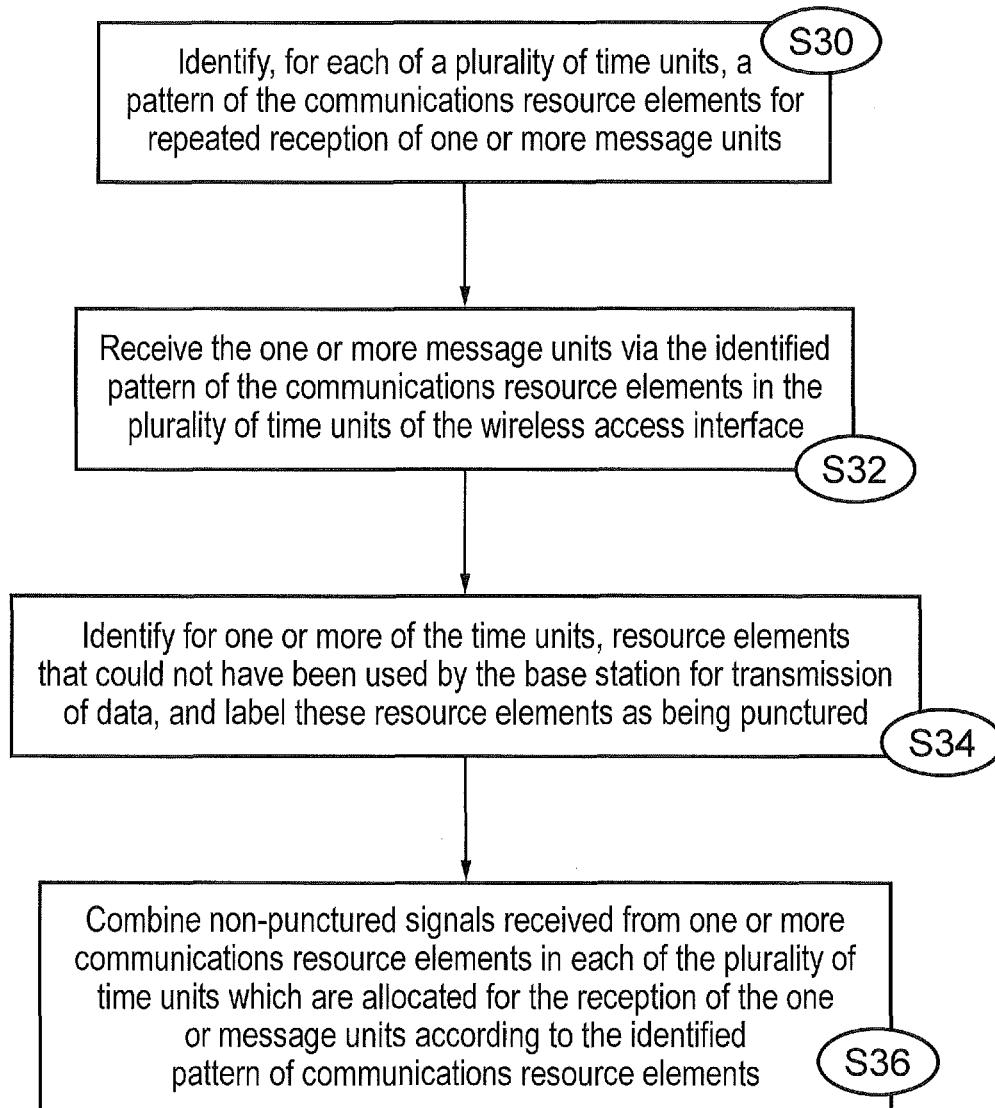 S30
Identify, for each of a plurality of time units, a
pattern of the communications resource elements for
repeated reception of one or more message units
Receive the one or more message units via the identified
pattern of the communications resource elements in the
plurality of time units of the wireless access interface
S32
Identify for one or more of the time units, resource elements
that could not have been used by the base station for transmission
of data, and label these resource elements as being punctured
S34
Combine non-punctured signals received from one or more
communications resource elements in each of the plurality of
time units which are allocated for the reception of the one
or message units according to the identified
pattern of communications resource elements
S36